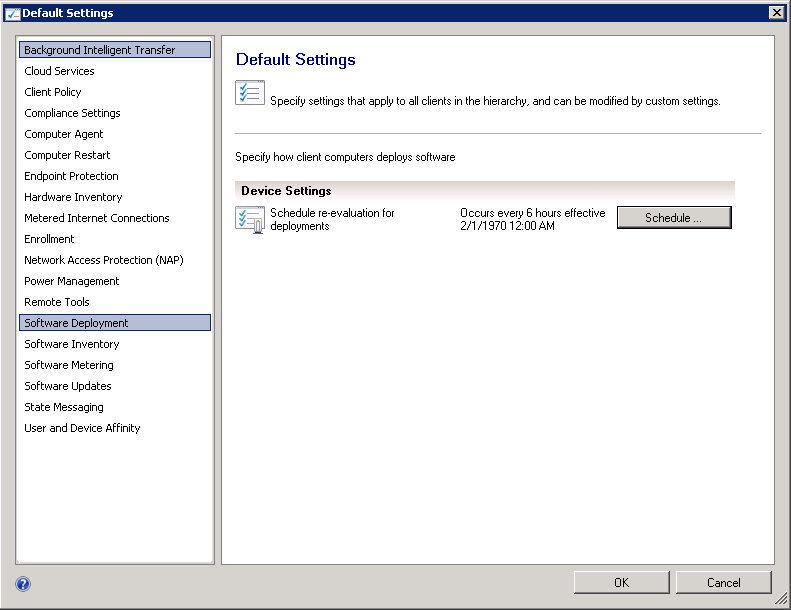 Default Settings
Background Intelligent Transfer
Cloud Services
Client Policy
Compliance Settings
Computer Agent
Computer Restart
Endpoint Protection
Hardware Inventory
Metered Internet Connections
Enrollment
Network Access Protection (NAP)
Power Management
Remote Tools
Software Deployment
Software Inventory
Software Metering
Software Updates
State Messaging
User and Device Affinity
Default Settings
Specify settings that apply to all clients in the hierarchy, and can be modified by custom settings.
Specify how client computers deploys software
Device Settings
Schedule re-evaluation for
deployments
Occurs every 6 hours effective
2/1/1970 12:00 AM
Schedule ...
?
OK
Cancel